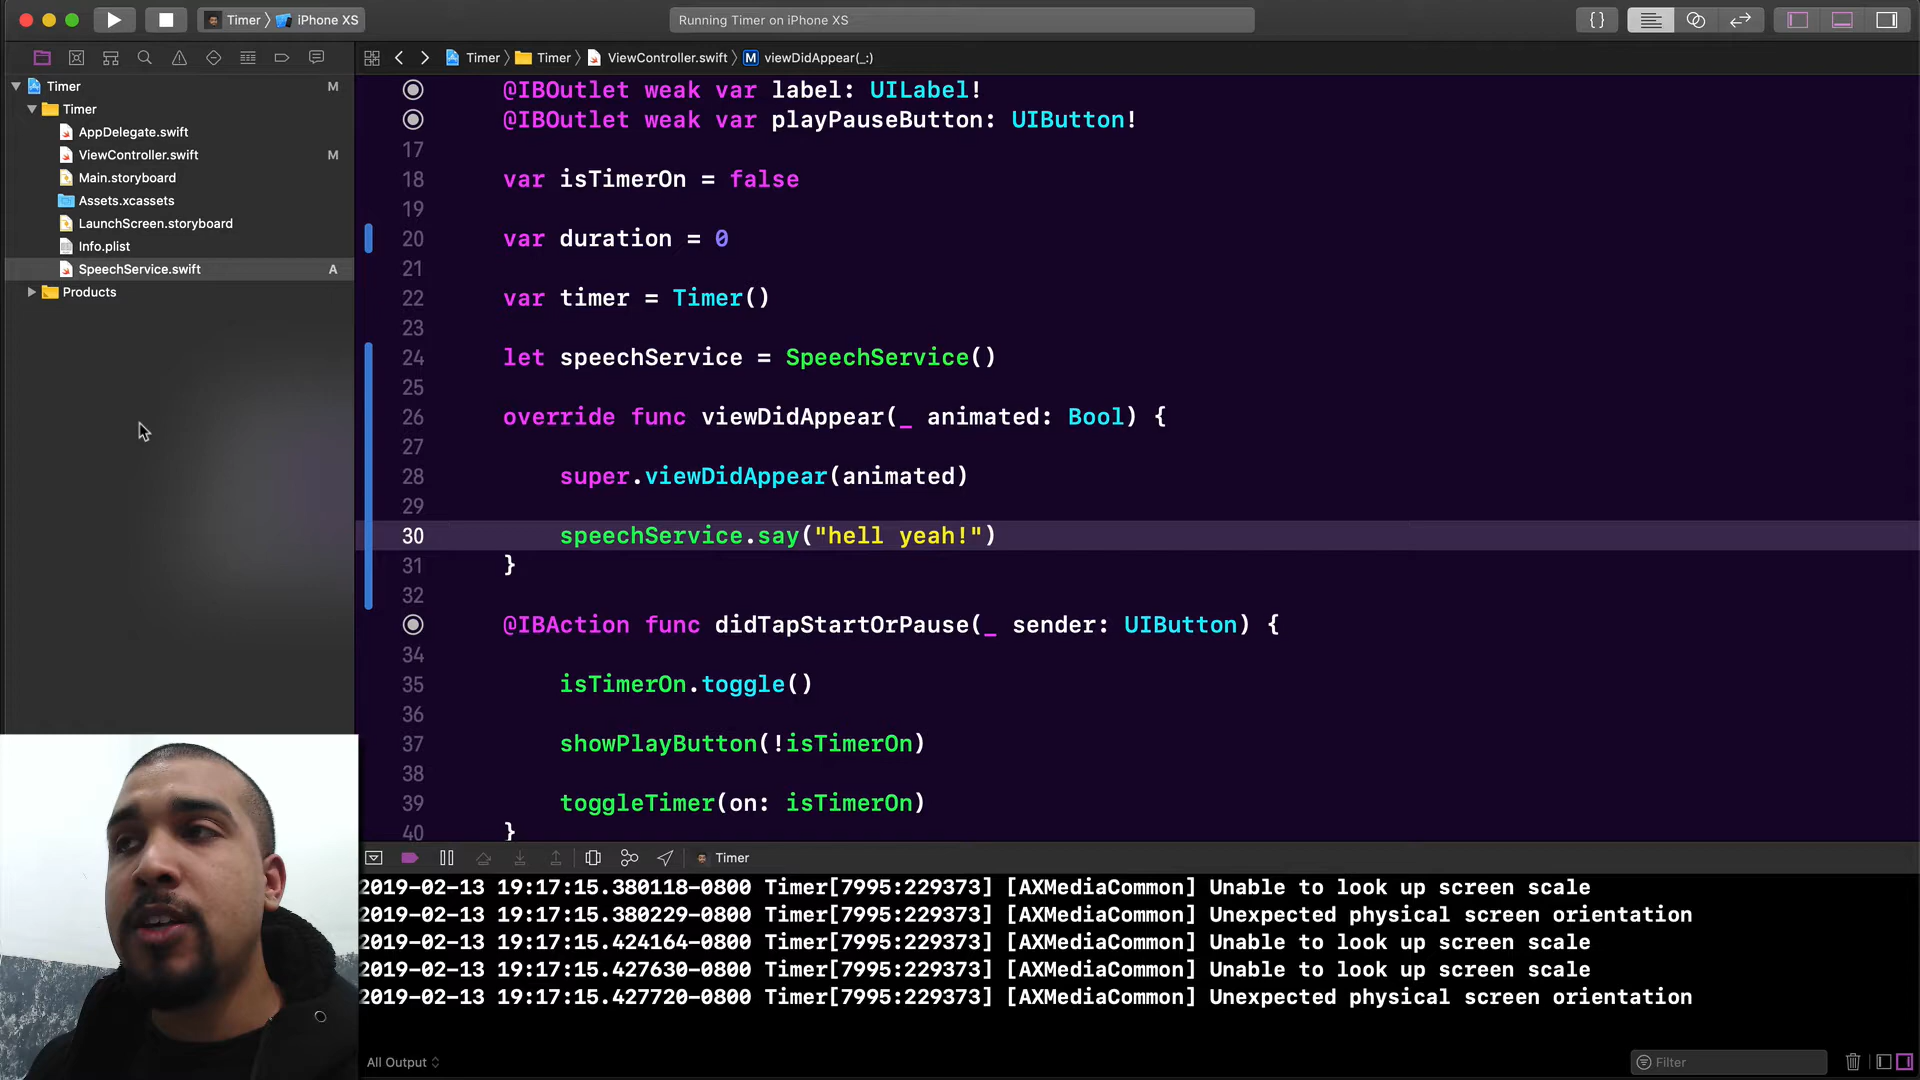 Timer
iPhone XS
Running Timer on iPhone XS
{}
Timer
Timer
ViewController.swift
M
viewDidAppear(_:)
Timer
M
Timer
AppDelegate.swift
ViewController.swift
M
Main.storyboard
Assets.xcassets
LaunchScreen.storyboard
Info.plist
SpeechService.swift
A
Products
@IBOutlet weak var label: UILabel!
@IBOutlet weak var playPauseButton: UIButton!
17
18 var isTimerOn = false
19
20 var duration = 0
21
22 var timer = Timer()
23
24 let speechService = SpeechService()
25
26 override func viewDidAppear(_ animated: Bool) {
27
28 super.viewDidAppear(animated)
29
30 speechService.say("hell yeah!")
31 }
32
@IBAction func didTapStartOrPause(_ sender: UIButton) {
34
35 isTimerOn.toggle()
36
37 showPlayButton(!isTimerOn)
38
39 toggleTimer(on: isTimerOn)
40 }
Timer
2019-02-13 19:17:15.380118-0800 Timer[7995:229373] [AXMediaCommon] Unable to look up screen scale
2019-02-13 19:17:15.380229-0800 Timer[7995:229373] [AXMediaCommon] Unexpected physical screen orientation
2019-02-13 19:17:15.424164-0800 Timer[7995:229373] [AXMediaCommon] Unable to look up screen scale
2019-02-13 19:17:15.427630-0800 Timer[7995:229373] [AXMediaCommon] Unable to look up screen scale
2019-02-13 19:17:15.427720-0800 Timer[7995:229373] [AXMediaCommon] Unexpected physical screen orientation
All Output
Filter